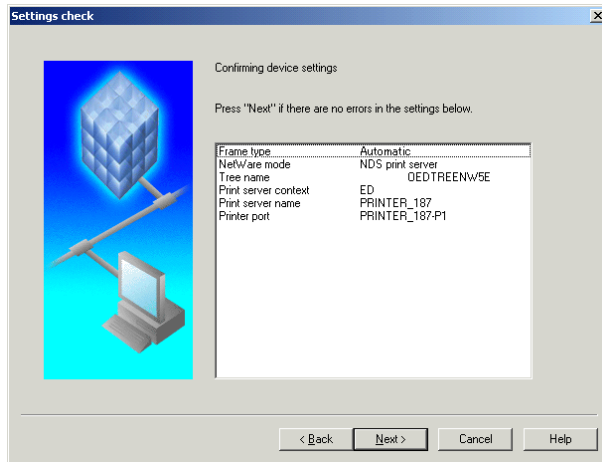 Settings check
Confirming device settings
Press "Next" if there are no errors in the settings below.
Frame type Automatic
NetWare mode NDS print server
Tree name OEDTREENW5E
Print server context ED
Print server name PRINTER_187
Printer port PRINTER_187-P1
< Back Next > Cancel Help